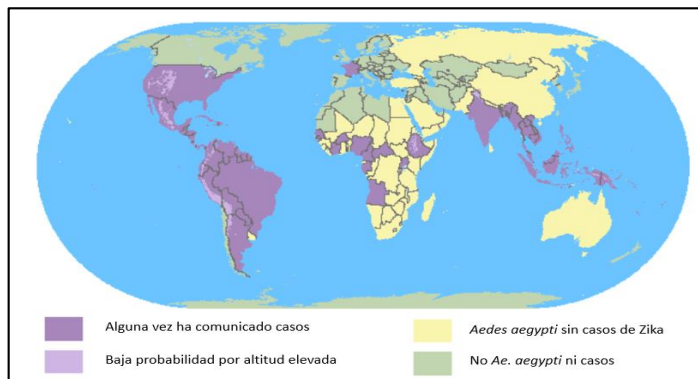 Alguna vez ha comunicado casos
Baja probabilidad por altitud elevada
Aedes aegypti sin casos de Zika
No Ae. aegypti ni casos